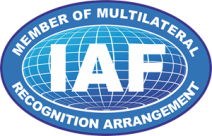 MEMBER OF MULTILATERAL
IAF
RECOGNITION ARRANGEMENT